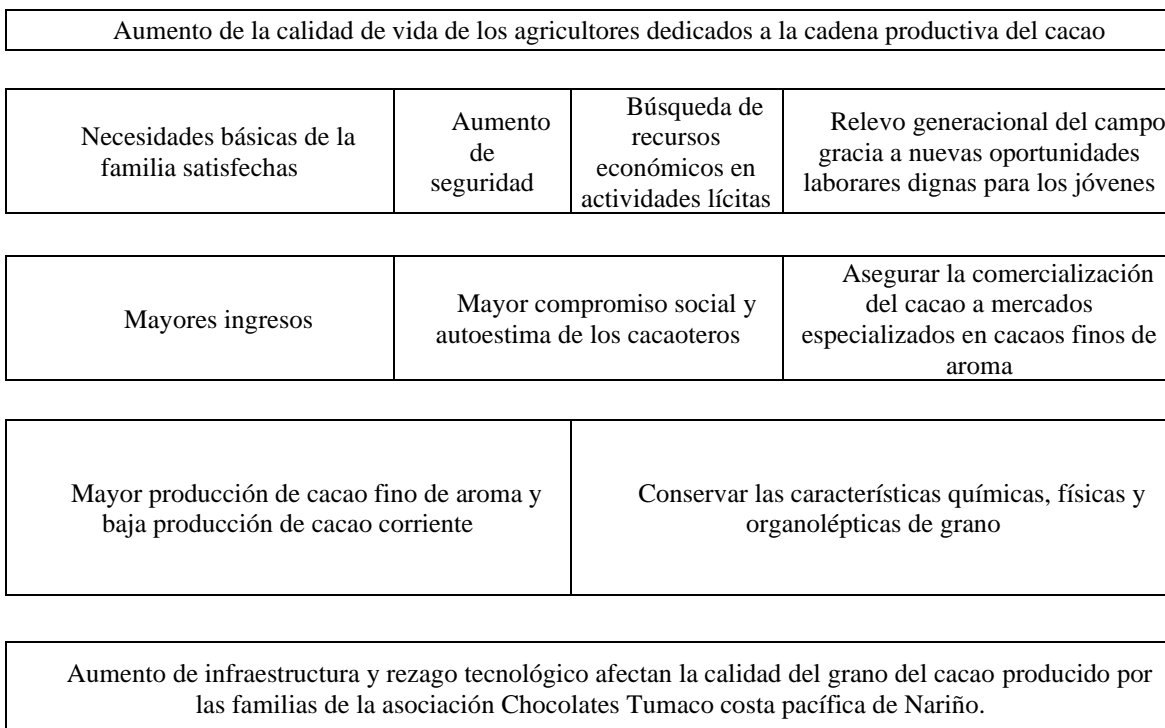 Aumento de la calidad de vida de los agricultores dedicados a la cadena productiva del cacao
Necesidades básicas de la
familia satisfechas
Aumento
de
seguridad
Búsqueda de
recursos
económicos en
actividades lícitas
Relevo generacional del campo
gracia a nuevas oportunidades
laborares dignas para los jóvenes
Mayores ingresos
Mayor compromiso social y
autoestima de los cacaoteros
Asegurar la comercialización
del cacao a mercados
especializados en cacaos finos de
aroma
Mayor producción de cacao fino de aroma y
baja producción de cacao corriente
Conservar las características químicas, físicas y
organolépticas de grano
Aumento de infraestructura y rezago tecnológico afectan la calidad del grano del cacao producido por
las familias de la asociación Chocolates Tumaco costa pacífica de Nariño.